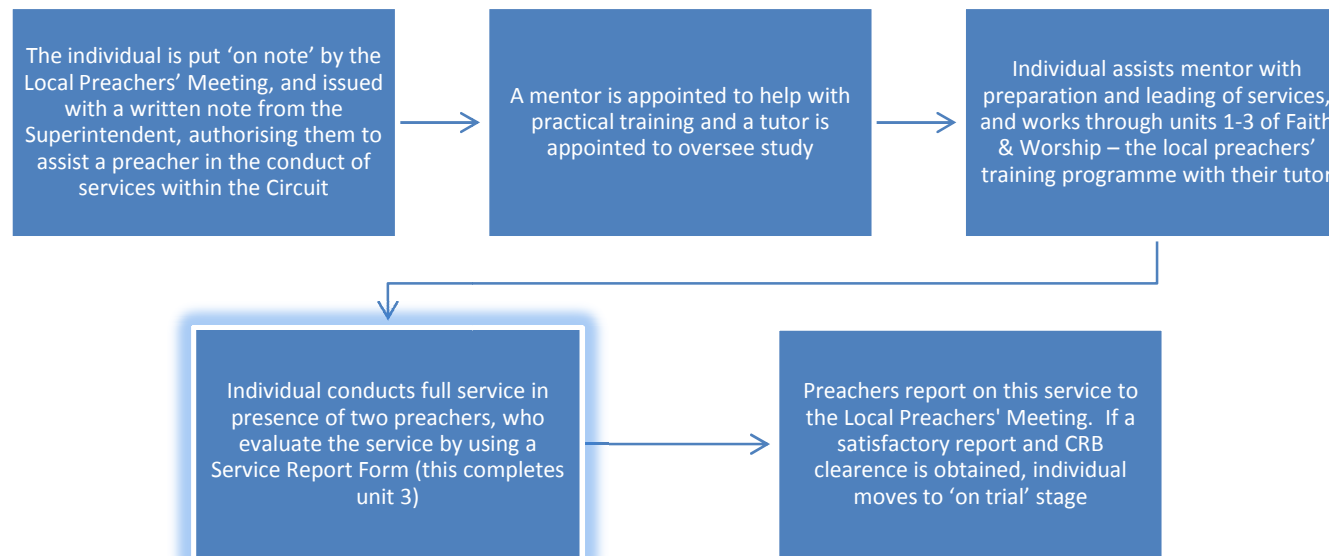 The individual is put ‘on note’ by the
Local Preachers’ Meeting, and issued
with a written note from the
Superintendent, authorising them to
assist a preacher in the conduct of
services within the Circuit
A mentor is appointed to help with
practical training and a tutor is
appointed to oversee study
Individual assists mentor with
preparation and leading of services,
and works through units 1-3 of Faith
& Worship – the local preachers’
training programme with their tutor
Individual conducts full service in
presence of two preachers, who
evaluate the service by using a
Service Report Form (this completes
unit 3)
Preachers report on this service to
the Local Preachers' Meeting.  If a
satisfactory report and CRB
clearence is obtained, individual
moves to ‘on trial’ stage